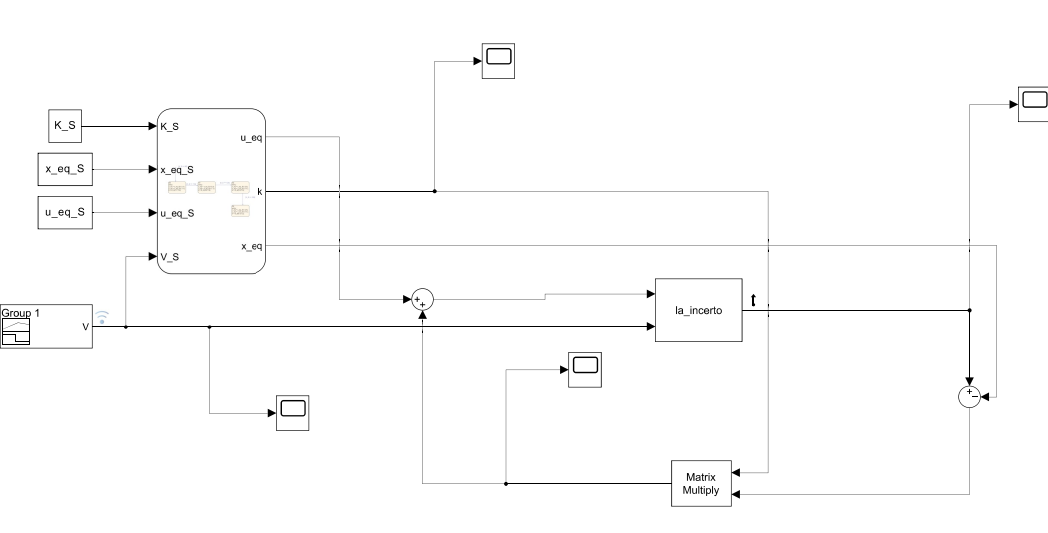 K_S
x_eq_S
u_eq_S
K_S
x_eq_S
u_eq_S
V_S
u_eq
k
x_eq
Group 1
V
+
+
la_incerto
+
−
Matrix
Multiply